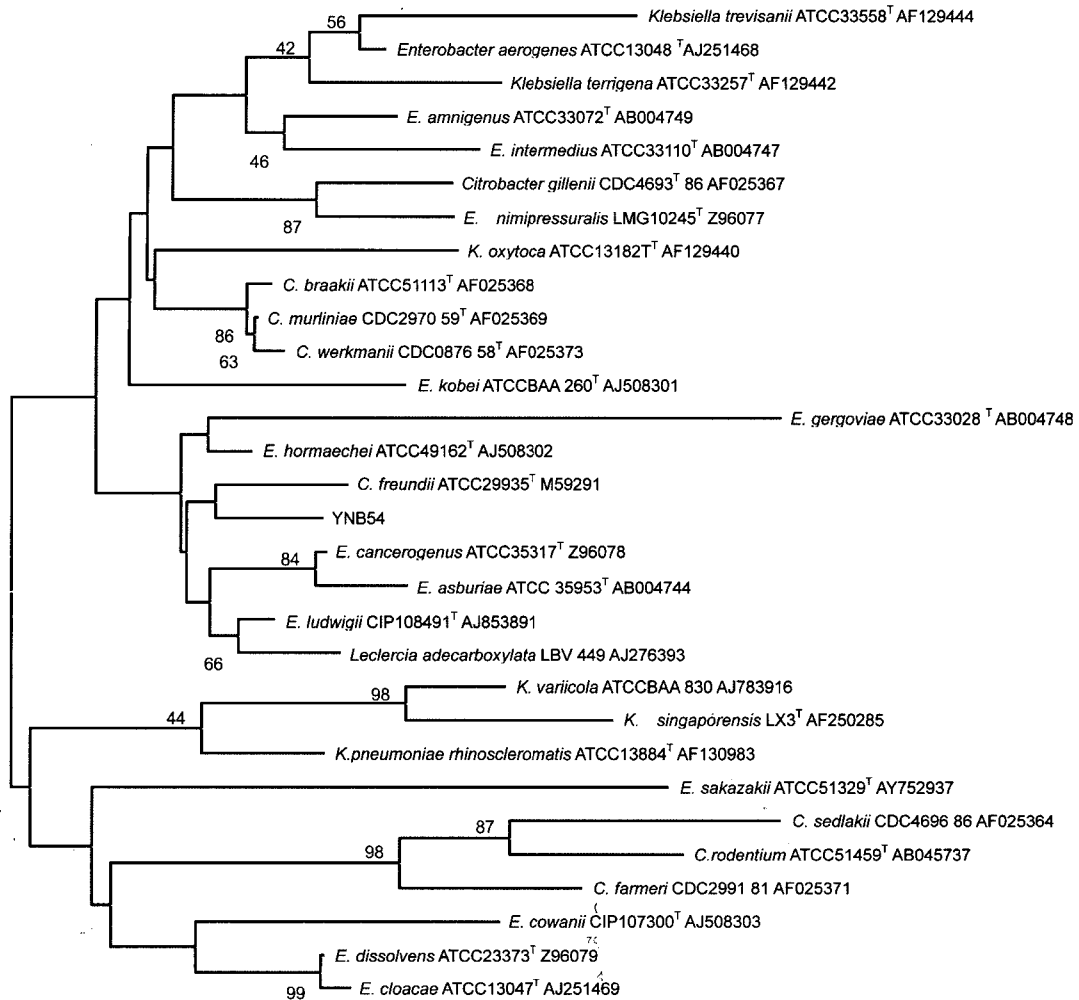 56
Klebsiella trevisanii ATCC33558T AF129444
42
Enterobacter aerogenes ATCC13048 TAJ251468
Klebsiella terrigena ATCC33257T AF129442
E. amnigenus ATCC33072T AB004749
46
E. intermedius ATCC33110T AB004747
Citrobacter gillenii CDC4693T 86 AF025367
87
E. nimipressuralis LMG10245T Z96077
K. oxytoca ATCC13182TT AF129440
C. braakii ATCC51113T AF025368
C. murliniae CDC2970 59T AF025369
86
63
C. werkmanii CDC0876 58T AF025373
E. kobei ATCCBAA 260T AJ508301
E. gergoviae ATCC33028 T AB004748
E. hormaechei ATCC49162T AJ508302
C. freundii ATCC29935T M59291
YNB54
84
E. cancerogenus ATCC35317T Z96078
E. asburiae ATCC 35953T AB004744
E. ludwigii CIP108491T AJ853891
66
Leclercia adecarboxylata LBV 449 AJ276393
98
K. variicola ATCCBAA 830 AJ783916
44
K. singaporensis LX3T AF250285
K.pneumoniae rhinoscleromatis ATCC13884T AF130983
E. sakazakii ATCC51329T AY752937
87
C. sedlakii CDC4696 86 AF025364
98
C.rodentium ATCC51459T AB045737
C. farmeri CDC2991 81 AF025371
E. cowanii CIP107300T AJ508303
E. dissolvens ATCC23373T Z96079
99
E. cloacae ATCC13047T AJ251469